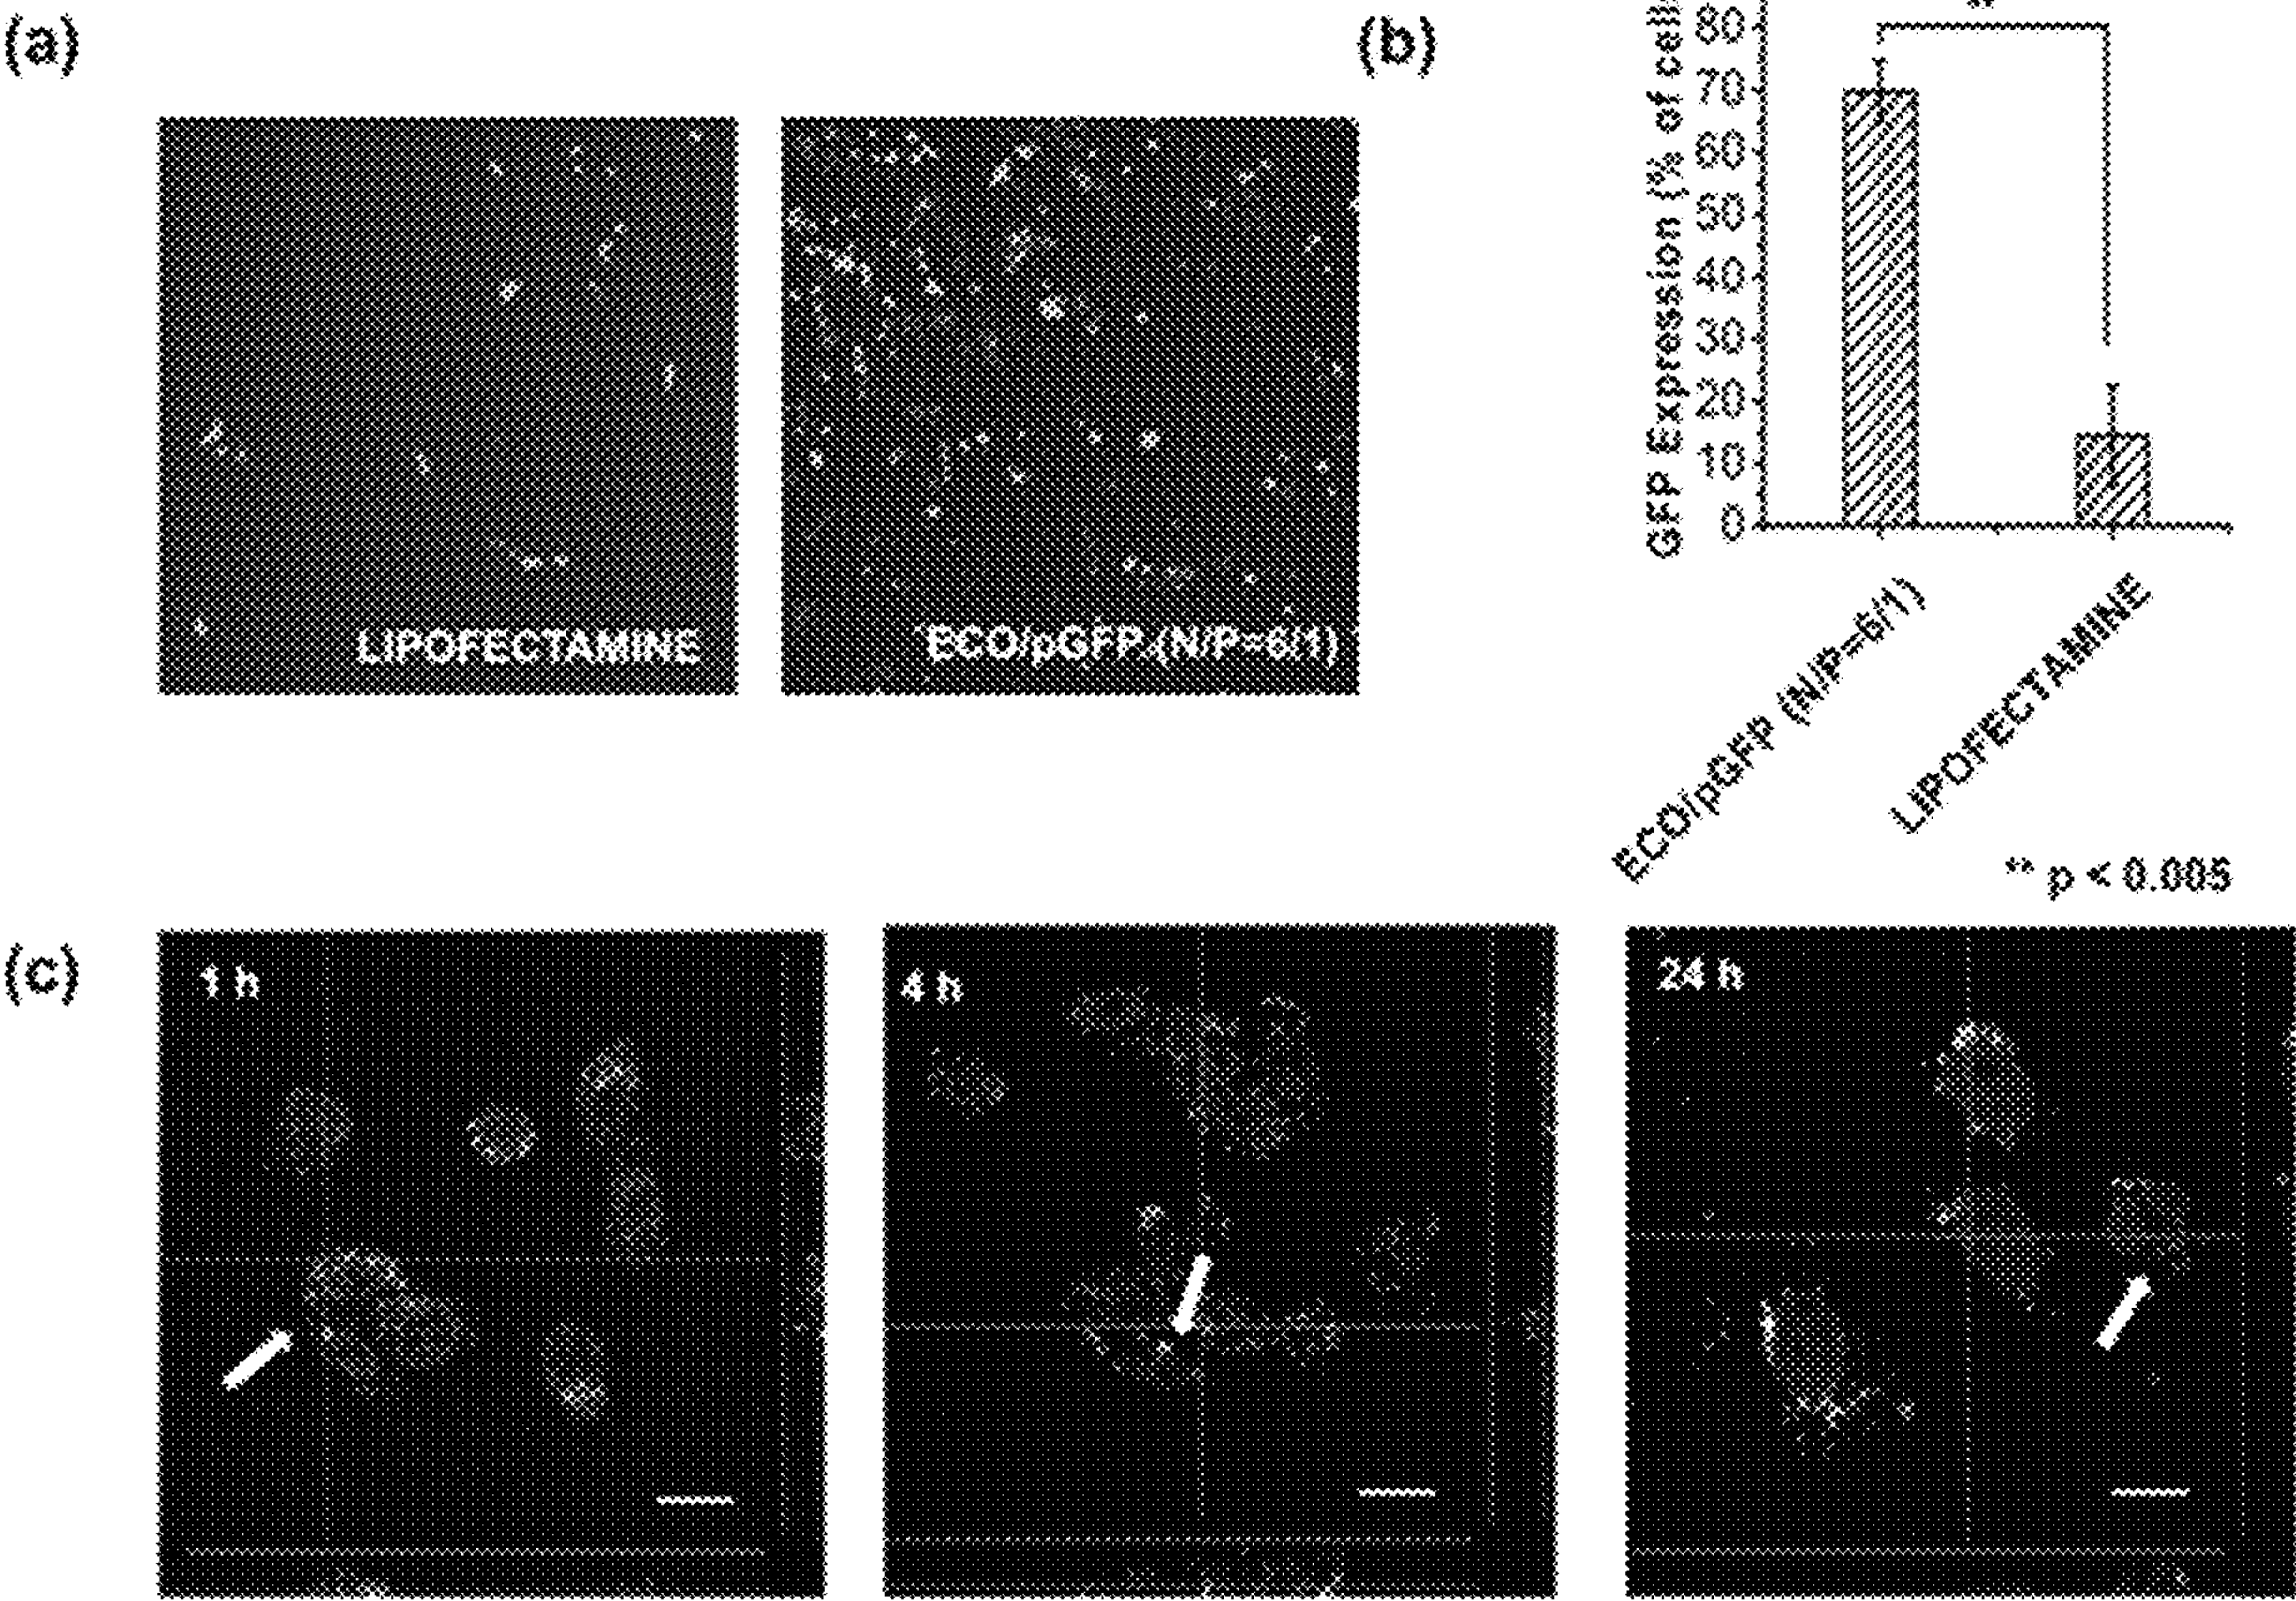 (a)
LIPOFECTAMINE
ECO/pGFP (N/P=6/1)
(b)
GFP Expression (% of
80
70
60
50
40
30
20
10
0
ECO/pGFP (N/P=6/1)
LIPOFECTAMINE
** p < 0.005
(c)
1 h
4 h
24 h